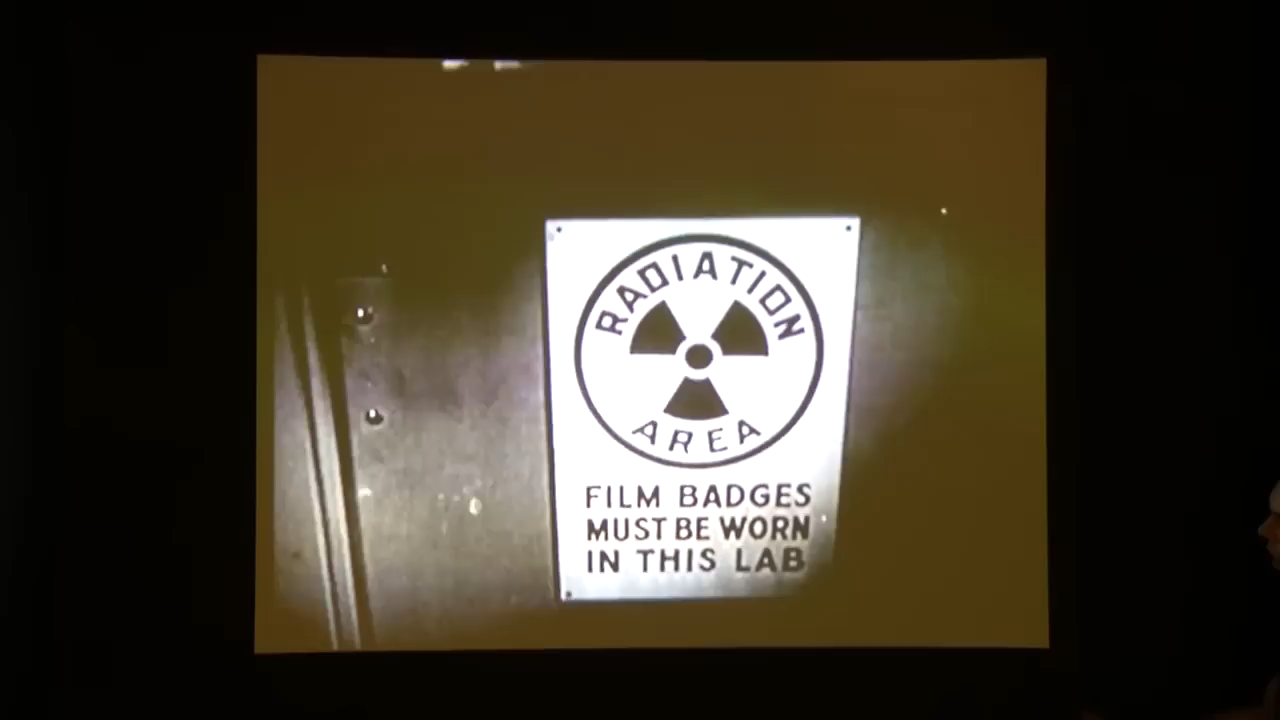 RADIATION
AREA
FILM BADGES
MUST BE WORN
IN THIS LAB